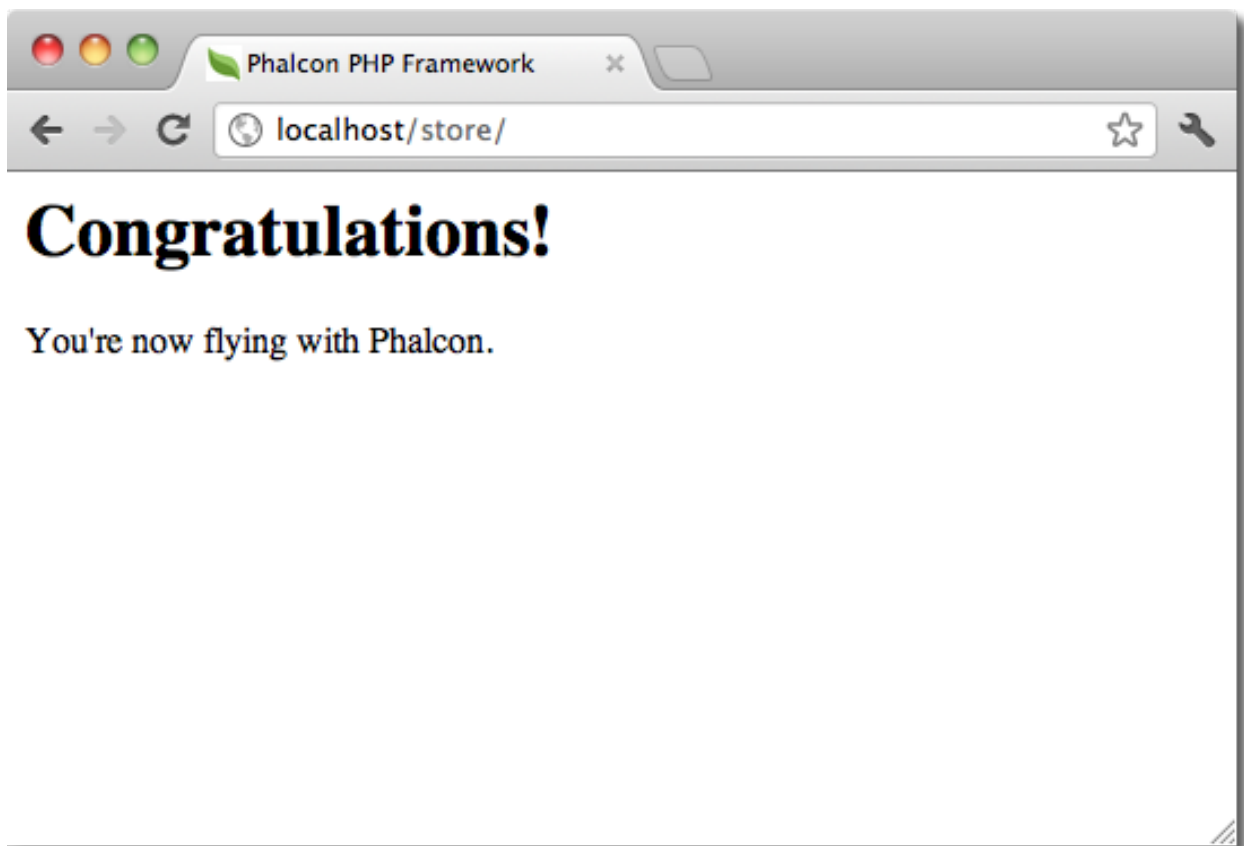 Phalcon PHP Framework
localhost/store/
Congratulations!
You're now flying with Phalcon.